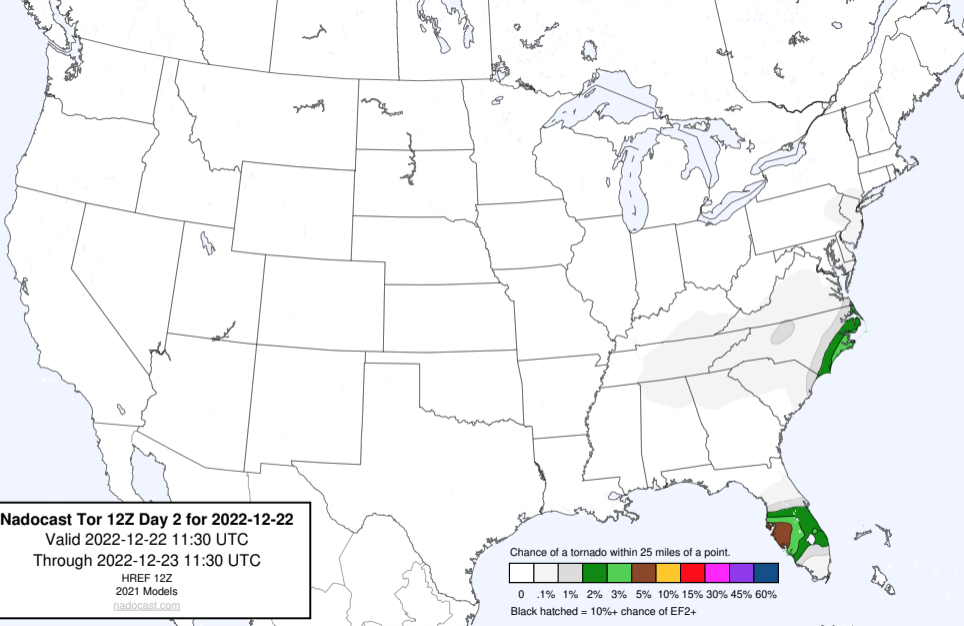 Nadocast Tor 12Z Day 2 for 2022-12-22
Valid 2022-12-22 11:30 UTC
Through 2022-12-23 11:30 UTC
HREF 12Z
2021 Models
nadocast.com
Chance of a tornado within 25 miles of a point.
0 .1% 1% 2% 3% 5% 10% 15% 30% 45% 60%
Black hatched = 10%+ chance of EF2+